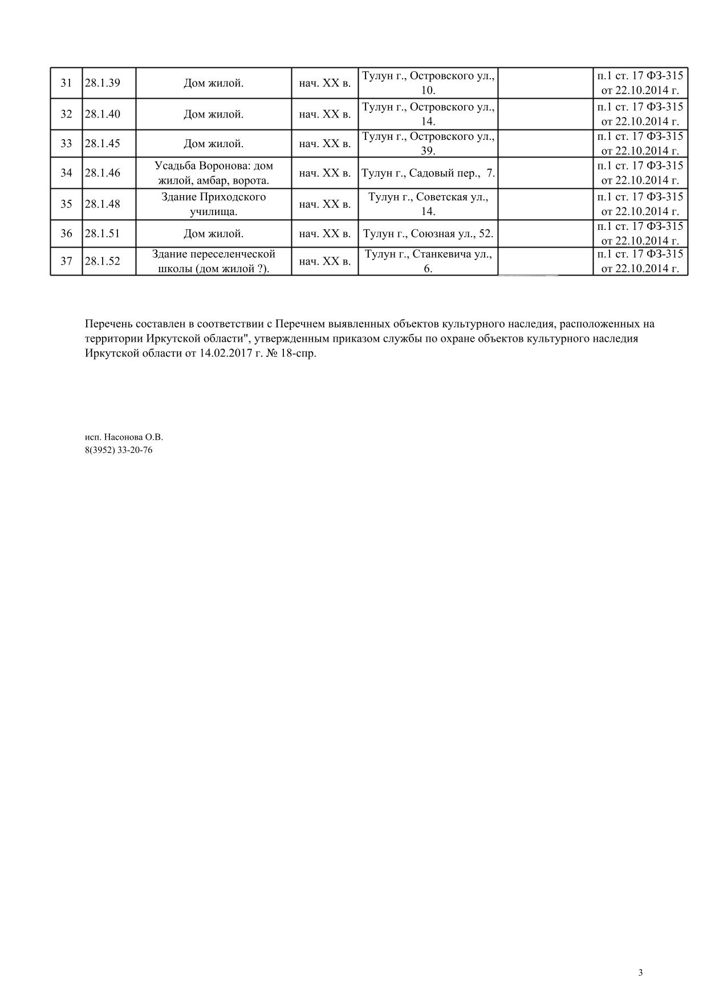 31 28.1.39 Дом жилой. нач. XX в. Тулун г., Островского ул., 10. п.1 ст. 17 ФЗ-315 от 22.10.2014 г.
32 28.1.40 Дом жилой. нач. XX в. Тулун г., Островского ул., 14. п.1 ст. 17 ФЗ-315 от 22.10.2014 г.
33 28.1.45 Дом жилой. нач. XX в. Тулун г., Островского ул., 39. п.1 ст. 17 ФЗ-315 от 22.10.2014 г.
34 28.1.46 Усадьба Воронова: дом жилой, амбар, ворота. нач. XX в. Тулун г., Садовый пер., 7. п.1 ст. 17 ФЗ-315 от 22.10.2014 г.
35 28.1.48 Здание Приходского училища. нач. XX в. Тулун г., Советская ул., 14. п.1 ст. 17 ФЗ-315 от 22.10.2014 г.
36 28.1.51 Дом жилой. нач. XX в. Тулун г., Союзная ул., 52. п.1 ст. 17 ФЗ-315 от 22.10.2014 г.
37 28.1.52 Здание переселенческой школы (дом жилой ?). нач. XX в. Тулун г., Станкевича ул., 6. п.1 ст. 17 ФЗ-315 от 22.10.2014 г.
Перечень составлен в соответствии с Перечнем выявленных объектов культурного наследия, расположенных на
территории Иркутской области", утвержденным приказом службы по охране объектов культурного наследия
Иркутской области от 14.02.2017 г. № 18-спр.
исп. Насонова О.В.
8(3952) 33-20-76
3